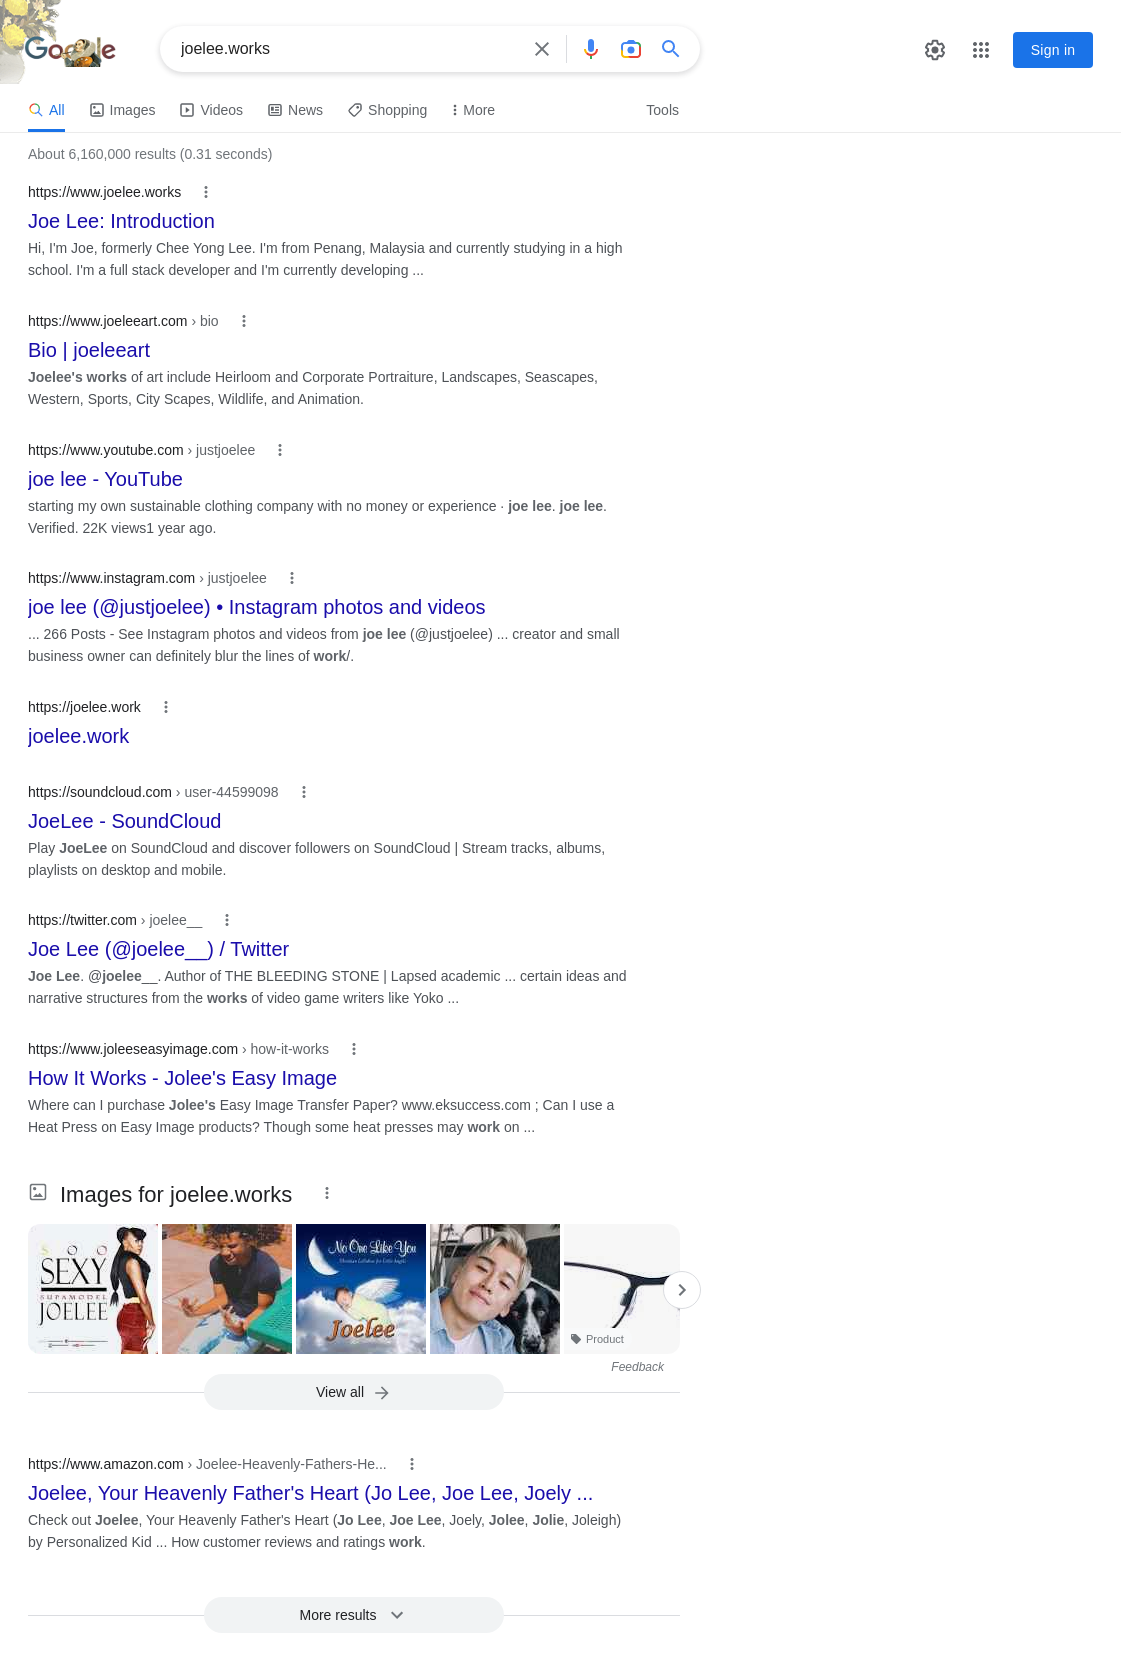 Google
joelee.works
Sign in
All
Images
Videos
News
Shopping
More
Tools
About 6,160,000 results (0.31 seconds)
https://www.joelee.works
Joe Lee: Introduction
Hi, I'm Joe, formerly Chee Yong Lee. I'm from Penang, Malaysia and currently studying in a high
school. I'm a full stack developer and I'm currently developing ...
https://www.joeleeart.com › bio
Bio | joeleeart
Joelee's works of art include Heirloom and Corporate Portraiture, Landscapes, Seascapes,
Western, Sports, City Scapes, Wildlife, and Animation.
https://www.youtube.com › justjoelee
joe lee - YouTube
starting my own sustainable clothing company with no money or experience · joe lee. joe lee.
Verified. 22K views1 year ago.
https://www.instagram.com › justjoelee
joe lee (@justjoelee) • Instagram photos and videos
... 266 Posts - See Instagram photos and videos from joe lee (@justjoelee) ... creator and small
business owner can definitely blur the lines of work/.
https://joelee.work
joelee.work
https://soundcloud.com › user-44599098
JoeLee - SoundCloud
Play JoeLee on SoundCloud and discover followers on SoundCloud | Stream tracks, albums,
playlists on desktop and mobile.
https://twitter.com › joelee__
Joe Lee (@joelee__) / Twitter
Joe Lee. @joelee__. Author of THE BLEEDING STONE | Lapsed academic ... certain ideas and
narrative structures from the works of video game writers like Yoko ...
https://www.joleeseasyimage.com › how-it-works
How It Works - Jolee's Easy Image
Where can I purchase Jolee's Easy Image Transfer Paper? www.eksuccess.com ; Can I use a
Heat Press on Easy Image products? Though some heat presses may work on ...
Images for joelee.works
SOO
SEXY
SUPAMODEL
JOELEE
No One Like You
Christian Lullabies for Little Angels
Joelee
Product
Feedback
View all
https://www.amazon.com › Joelee-Heavenly-Fathers-He...
Joelee, Your Heavenly Father's Heart (Jo Lee, Joe Lee, Joely ...
Check out Joelee, Your Heavenly Father's Heart (Jo Lee, Joe Lee, Joely, Jolee, Jolie, Joleigh)
by Personalized Kid ... How customer reviews and ratings work.
More results